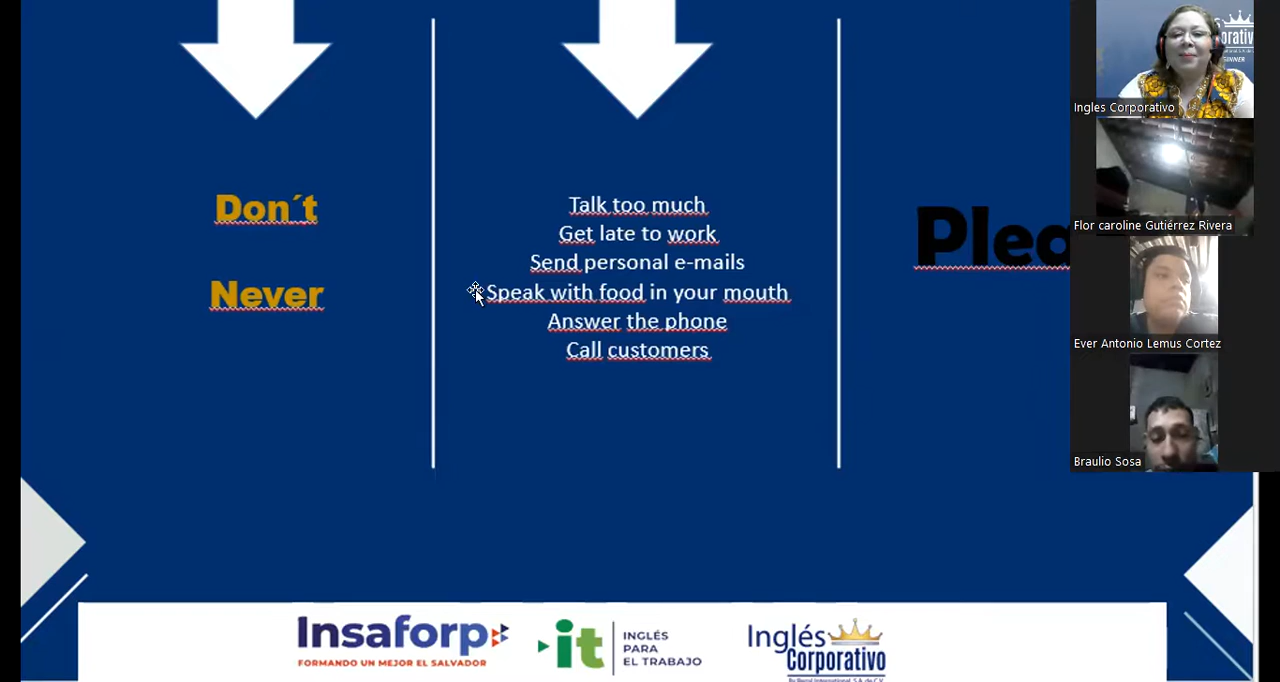 Don´t
Never
Talk too much
Get late to work
Send personal e-mails
Speak with food in your mouth
Answer the phone
Call customers
Plea
Ingles Corporativo
Flor caroline Gutiérrez Rivera
Ever Antonio Lemus Cortez
Braulio Sosa
Insaforp
FORMANDO UN MEJOR EL SALVADOR
it
INGLÉS
PARA
EL TRABAJO
Inglés
Corporativo